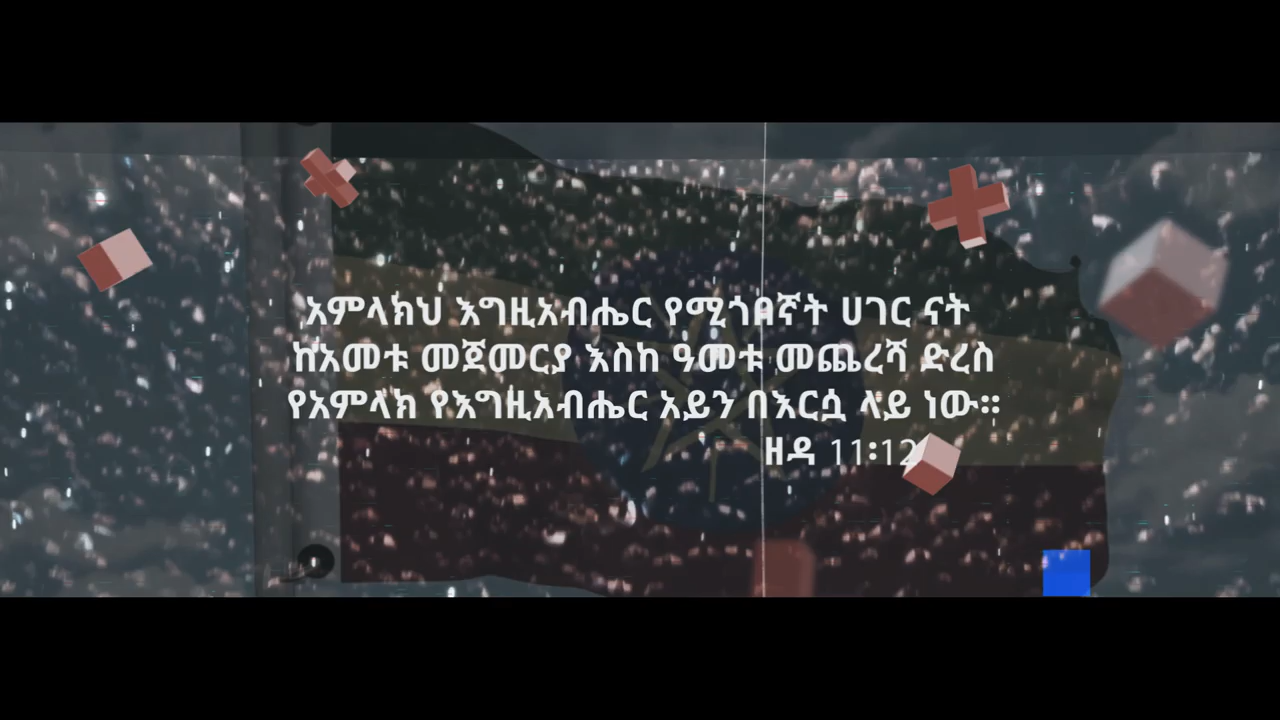 አምላክህ እግዚአብሔር የሚጎበኛት ሀገር ናት
ከአመቱ መጀመርያ እስከ ዓመቱ መጨረሻ ድረስ
የአምላክ የእግዚአብሔር አይን በእርሷ ላይ ነው።
ዘዳ 11፡12